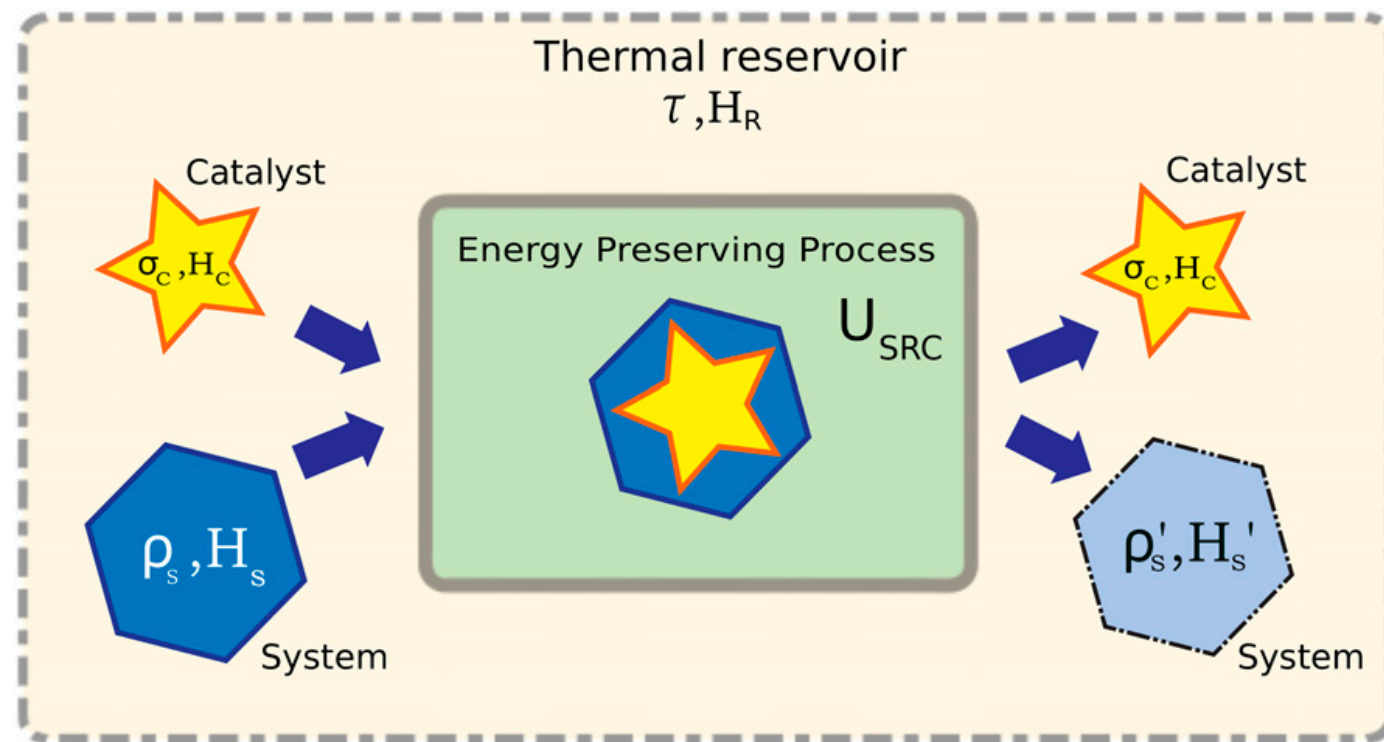 Thermal reservoir
τ ,H_R
Catalyst
σ_C ,H_C
Catalyst
σ_C ,H_C
Energy Preserving Process
U_SRC
ρ_s ,H_s
System
ρ_s' ,H_s'
System